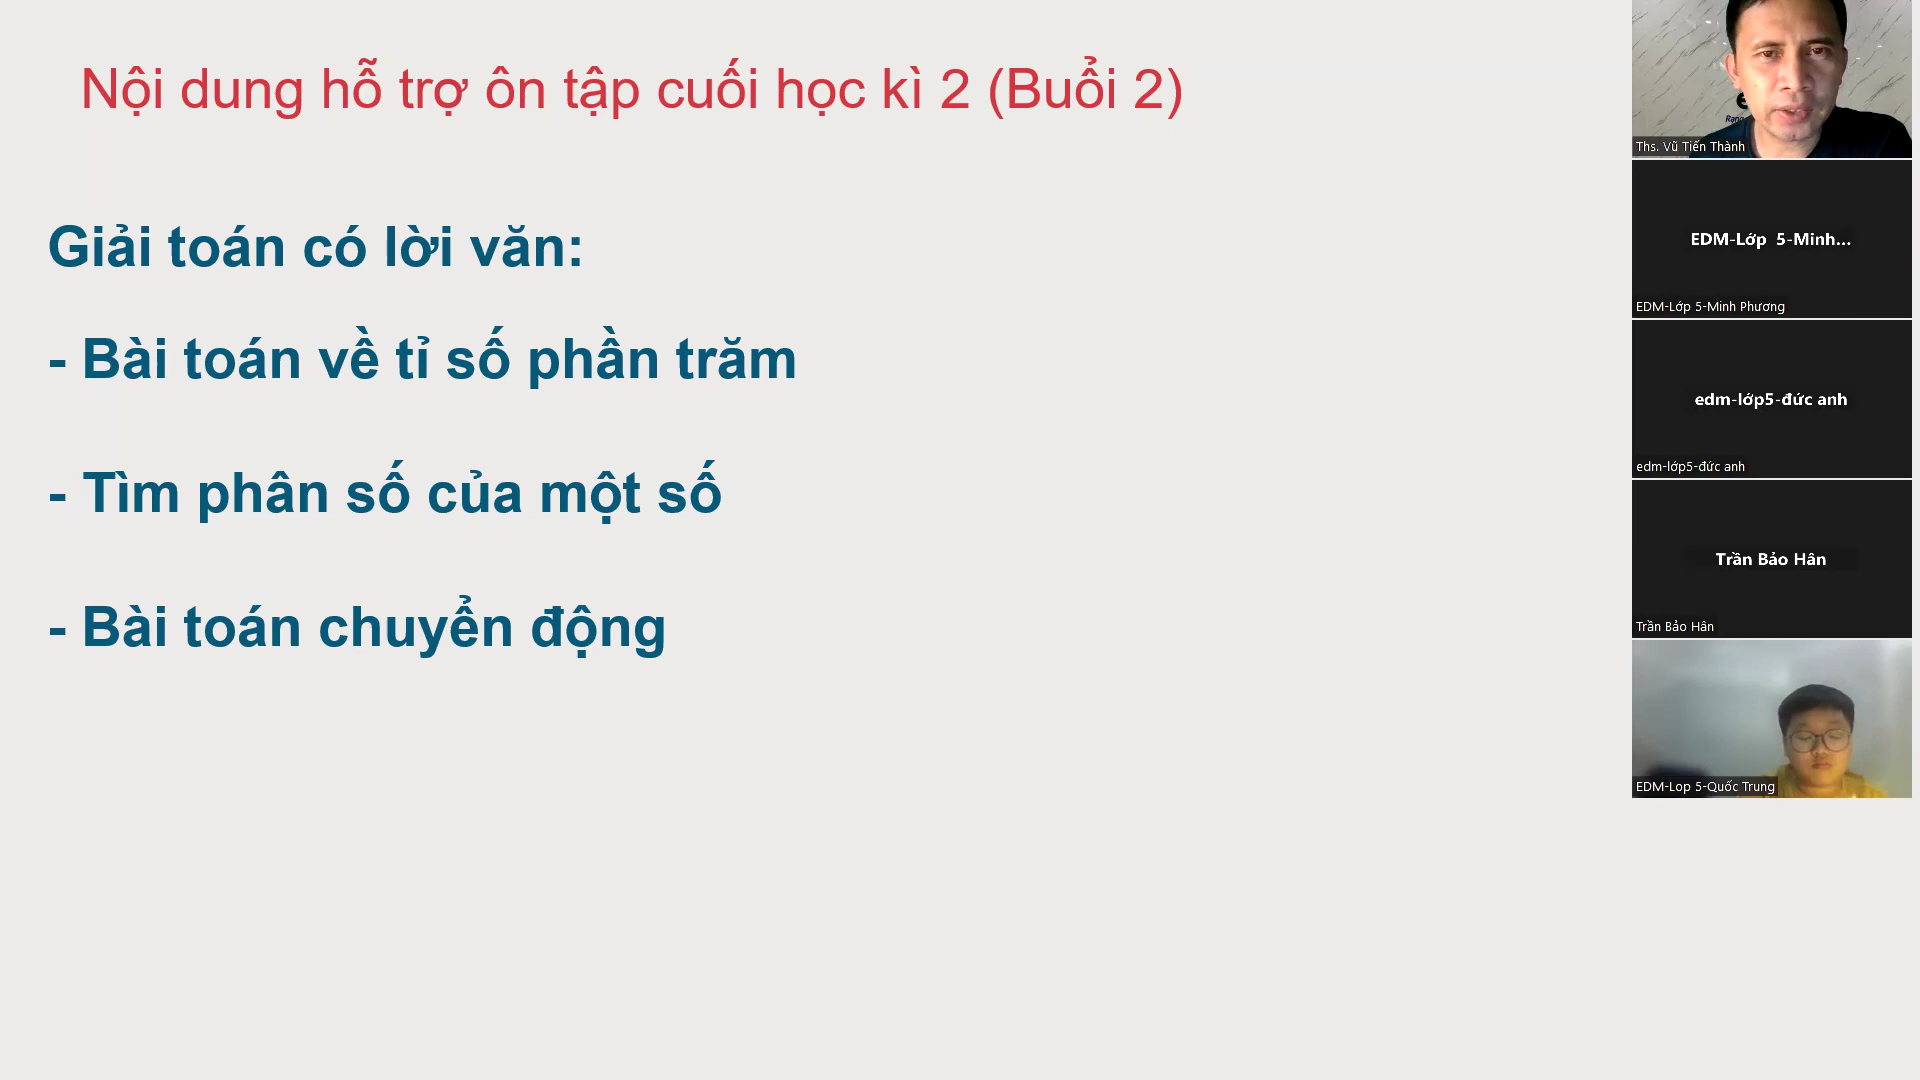 Nội dung hỗ trợ ôn tập cuối học kì 2 (Buổi 2)
Giải toán có lời văn:
- Bài toán về tỉ số phần trăm
- Tìm phân số của một số
- Bài toán chuyển động
Ths. Vũ Tiến Thành
EDM-Lớp 5-Minh...
EDM-Lớp 5-Minh Phương
edm-lớp5-đức anh
edm-lớp5-đức anh
Trần Bảo Hân
Trần Bảo Hân
EDM-Lop 5-Quốc Trung